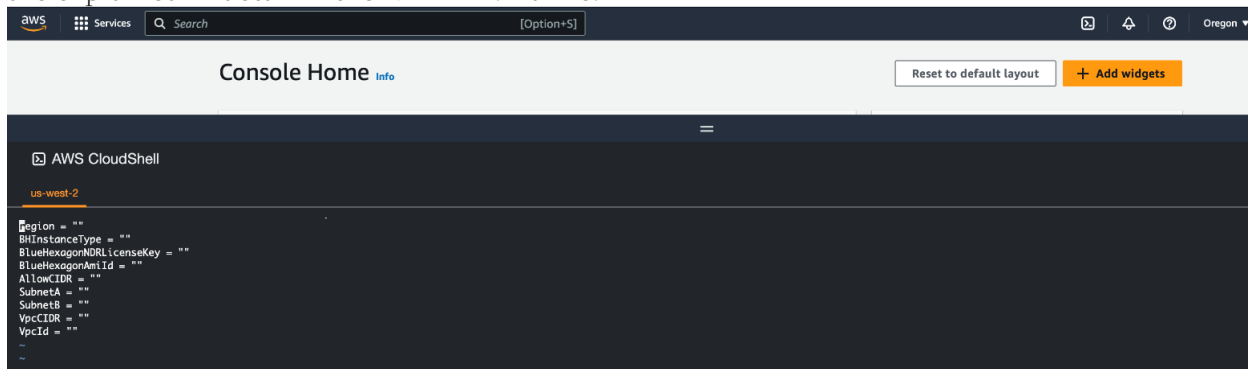 aws Services Search [Option+S] Oregon
Console Home Info Reset to default layout + Add widgets
AWS CloudShell
us-west-2
region = ""
BHInstanceType = ""
BlueHexagonNDRLicenseKey = ""
BlueHexagonAmiId = ""
AllowCIDR = ""
SubnetA = ""
SubnetB = ""
VpcCIDR = ""
VpcId = ""
~
~